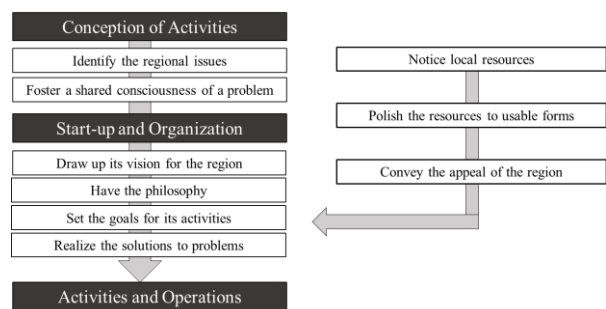 Conception of Activities
Identify the regional issues
Foster a shared consciousness of a problem
Start-up and Organization
Draw up its vision for the region
Have the philosophy
Set the goals for its activities
Realize the solutions to problems
Activities and Operations
Notice local resources
Polish the resources to usable forms
Convey the appeal of the region